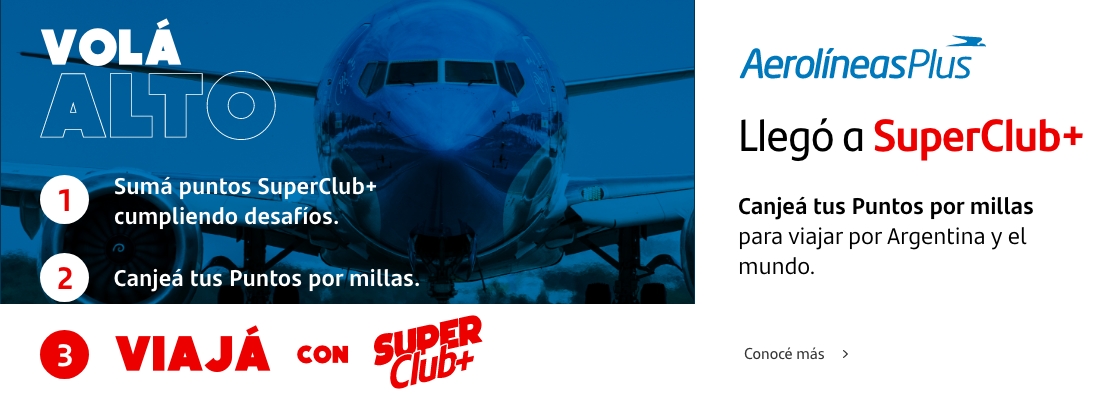 VOLÁ
ALTO
1 Sumá puntos SuperClub+
cumpliendo desafíos.
2 Canjeá tus Puntos por millas.
3 VIAJÁ CON SUPER
Club+
AerolíneasPlus
Llegó a SuperClub+
Canjeá tus Puntos por millas
para viajar por Argentina y el
mundo.
Conocé más >